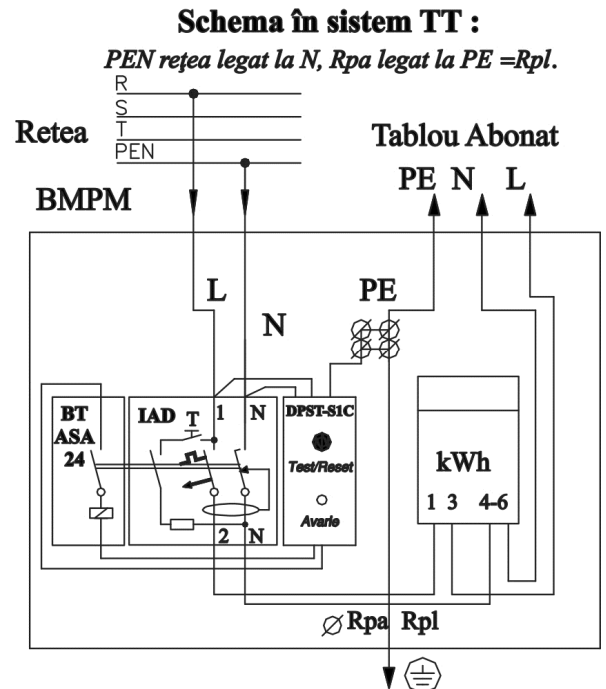 Schema în sistem TT :
PEN reţea legat la N, Rpa legat la PE =Rpl.
R
S
T
PEN
Retea
Tablou Abonat
PE N L
BMPM
L
PE
N
BT
ASA
24
IAD
T
1
N
DPST-S1C
Test/Reset
Avarie
2
N
kWh
1 3 4-6
Rpa Rpl